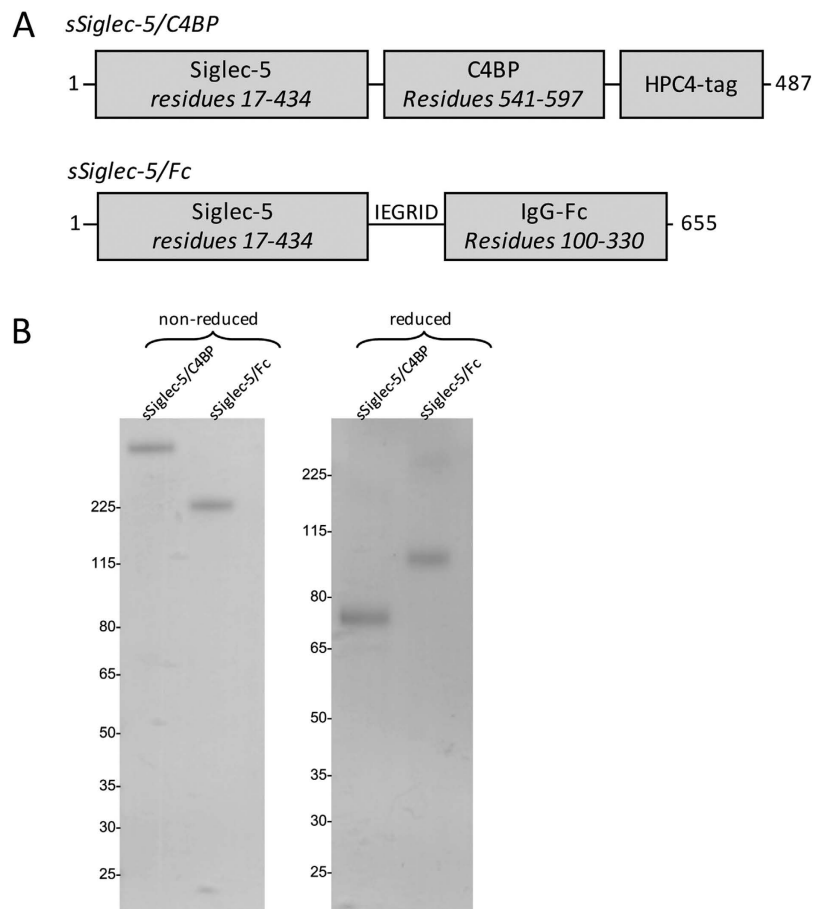 A
sSiglec-5/C4BP
1
Siglec-5
residues 17-434
C4BP
Residues 541-597
HPC4-tag
487
sSiglec-5/Fc
1
Siglec-5
residues 17-434
IEGRID
IgG-Fc
Residues 100-330
655
B
non-reduced
sSiglec-5/C4BP
sSiglec-5/Fc
225-
115-
80-
65-
50-
35-
30-
25-
reduced
sSiglec-5/C4BP
sSiglec-5/Fc
225-
115-
80-
65-
50-
35-
30-
25-